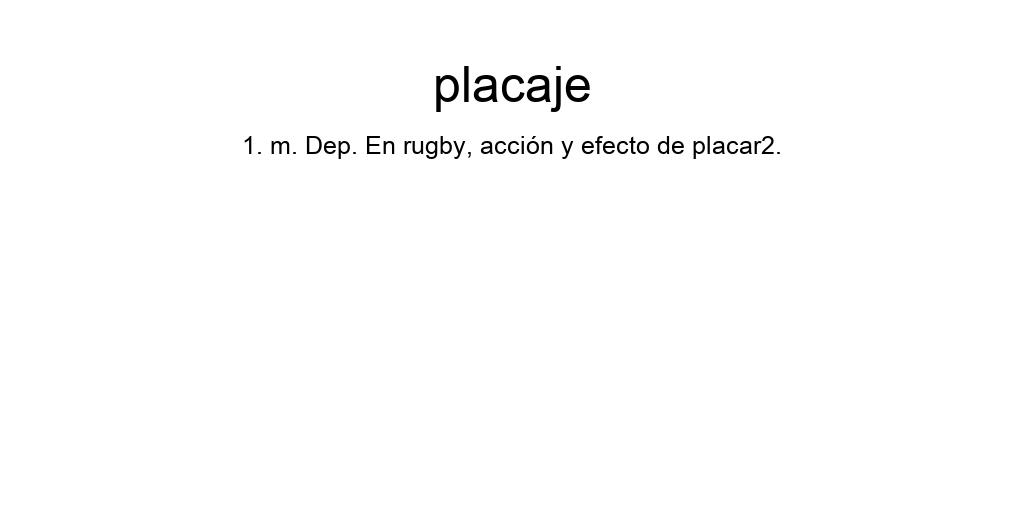 placaje
1. m. Dep. En rugby, acción y efecto de placar2.